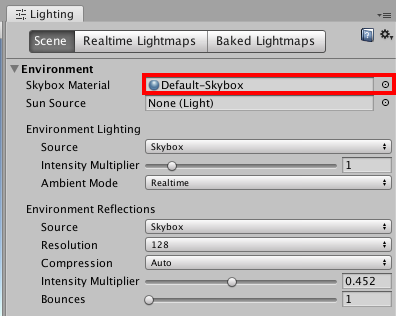 Lighting
Scene Realtime Lightmaps Baked Lightmaps
Environment
Skybox Material Default-Skybox
Sun Source None (Light)
Environment Lighting
Source Skybox
Intensity Multiplier 1
Ambient Mode Realtime
Environment Reflections
Source Skybox
Resolution 128
Compression Auto
Intensity Multiplier 0.452
Bounces 1